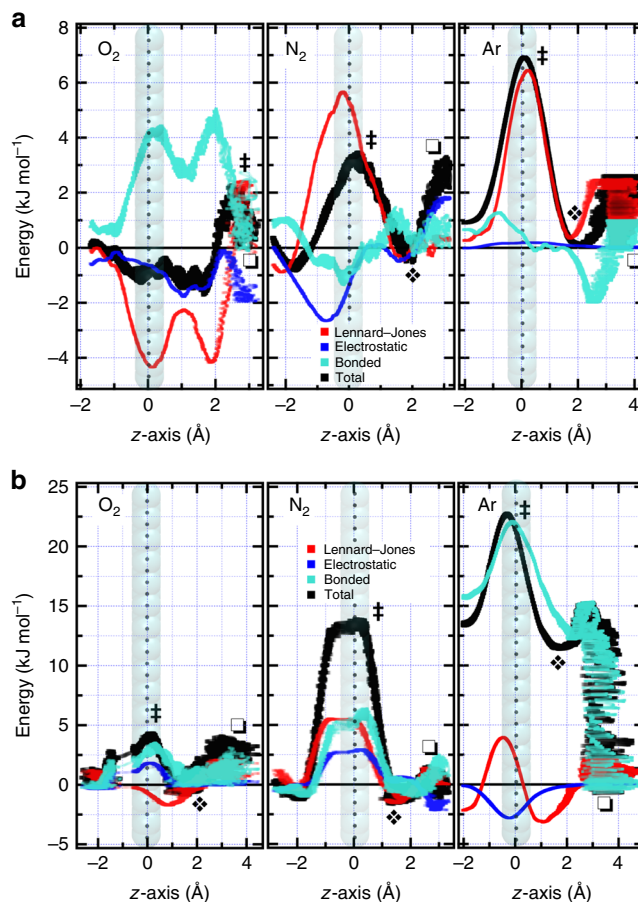 a
O₂
N₂
Ar
‡
‡
‡
❖
❖
8
6
4
2
0
−2
−4
Energy (kJ mol⁻¹)
Lennard–Jones
Electrostatic
Bonded
Total
−2 0 2
−2 0 2
−2 0 2 4
z-axis (Å)
z-axis (Å)
z-axis (Å)
b
O₂
N₂
Ar
‡
‡
‡
❖
❖
❖
25
20
15
10
5
0
−5
Energy (kJ mol⁻¹)
Lennard–Jones
Electrostatic
Bonded
Total
−2 0 2 4
−2 0 2
−2 0 2 4
z-axis (Å)
z-axis (Å)
z-axis (Å)